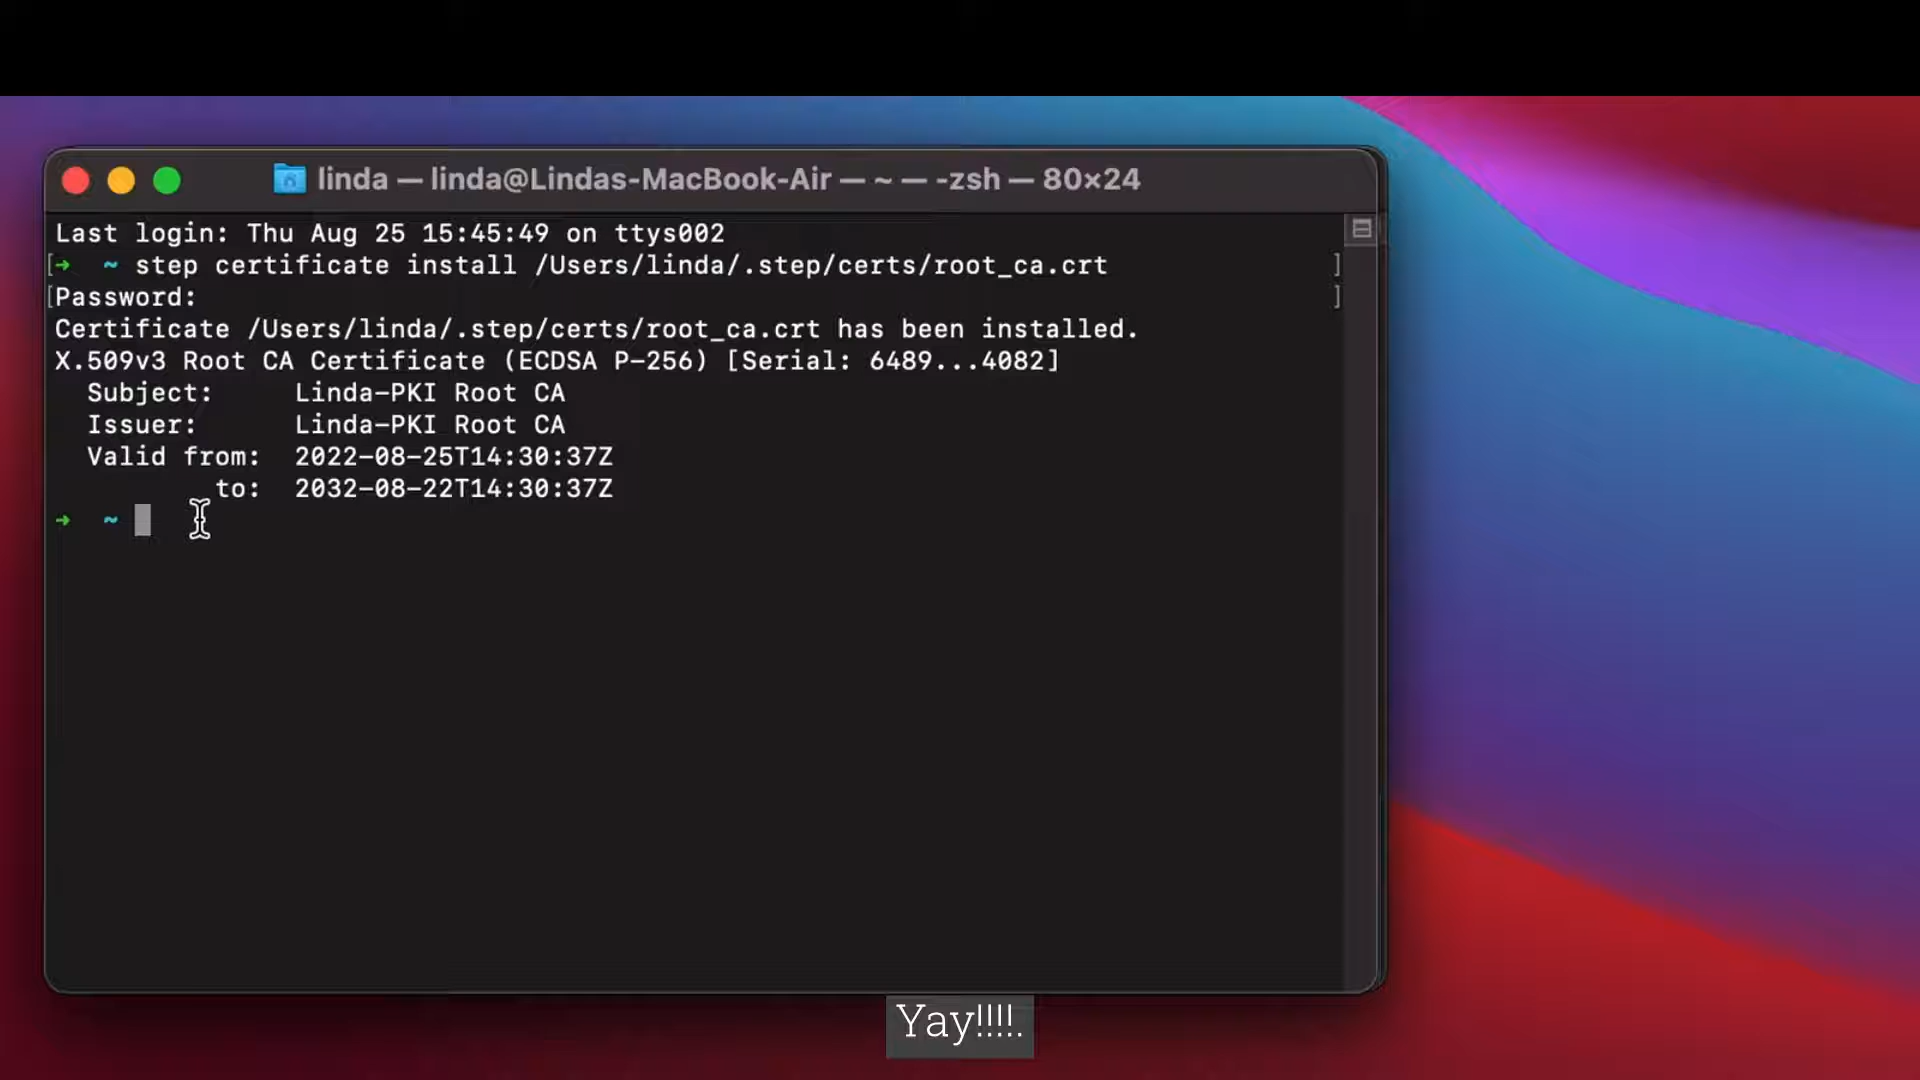 linda — linda@Lindas-MacBook-Air — ~ — -zsh — 80×24
Last login: Thu Aug 25 15:45:49 on ttys002
[➜  ~ step certificate install /Users/linda/.step/certs/root_ca.crt ]
[Password: ]
Certificate /Users/linda/.step/certs/root_ca.crt has been installed.
X.509v3 Root CA Certificate (ECDSA P-256) [Serial: 6489...4082]
  Subject:     Linda-PKI Root CA
  Issuer:      Linda-PKI Root CA
  Valid from:  2022-08-25T14:30:37Z
          to:  2032-08-22T14:30:37Z
➜  ~
Yay!!!!.